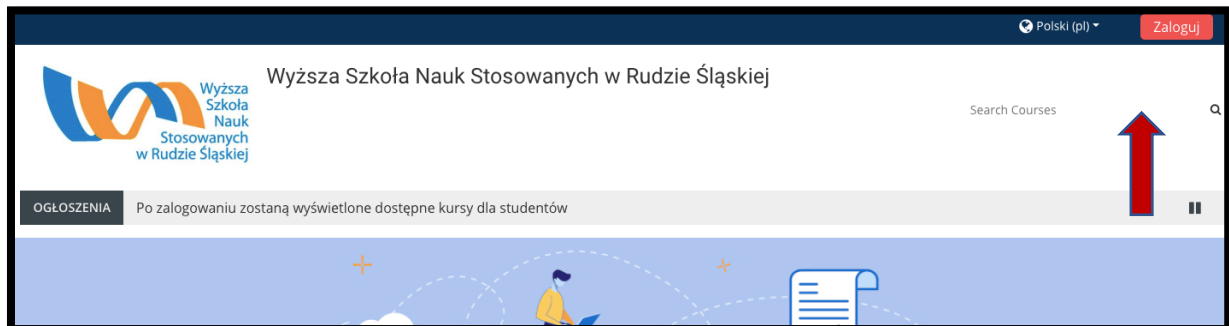 Polski (pl)
Zaloguj
Wyższa
Szkoła
Nauk
Stosowanych
w Rudzie Śląskiej
Wyższa Szkoła Nauk Stosowanych w Rudzie Śląskiej
Search Courses
OGŁOSZENIA Po zalogowaniu zostaną wyświetlone dostępne kursy dla studentów